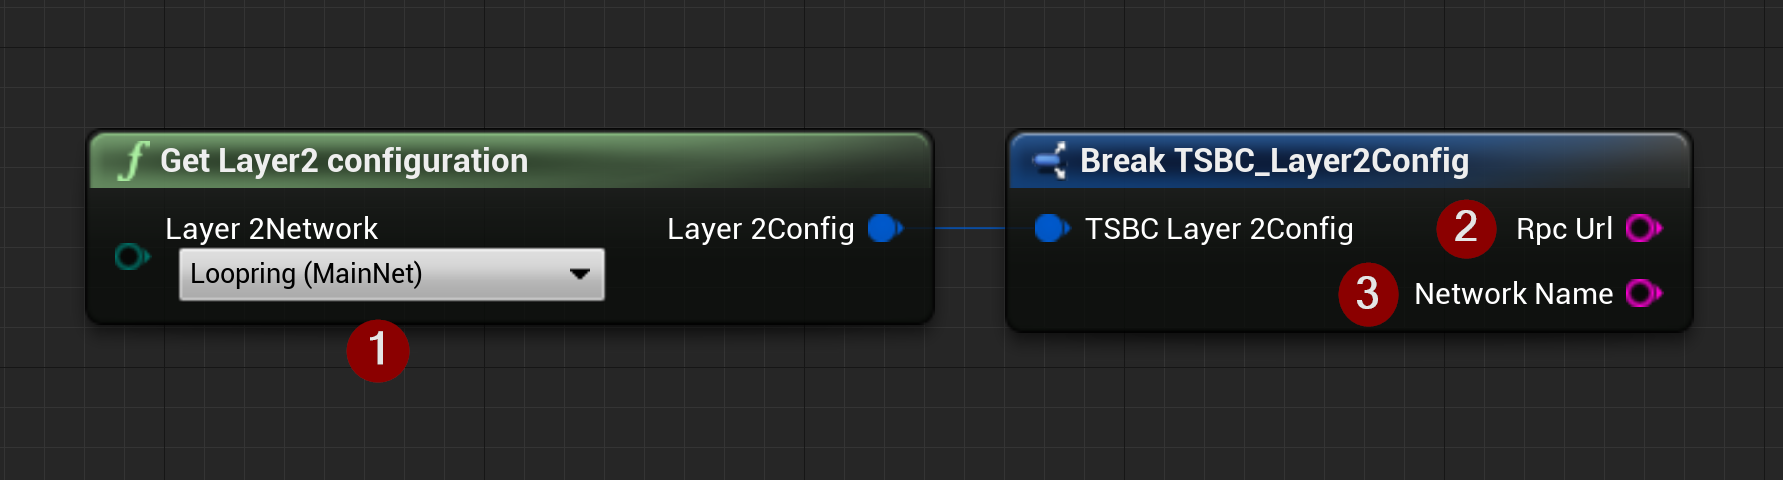 Get Layer2 configuration
Layer 2Network
Loopring (MainNet)
Layer 2Config
1
Break TSBC_Layer2Config
TSBC Layer 2Config
2 Rpc Url
3 Network Name